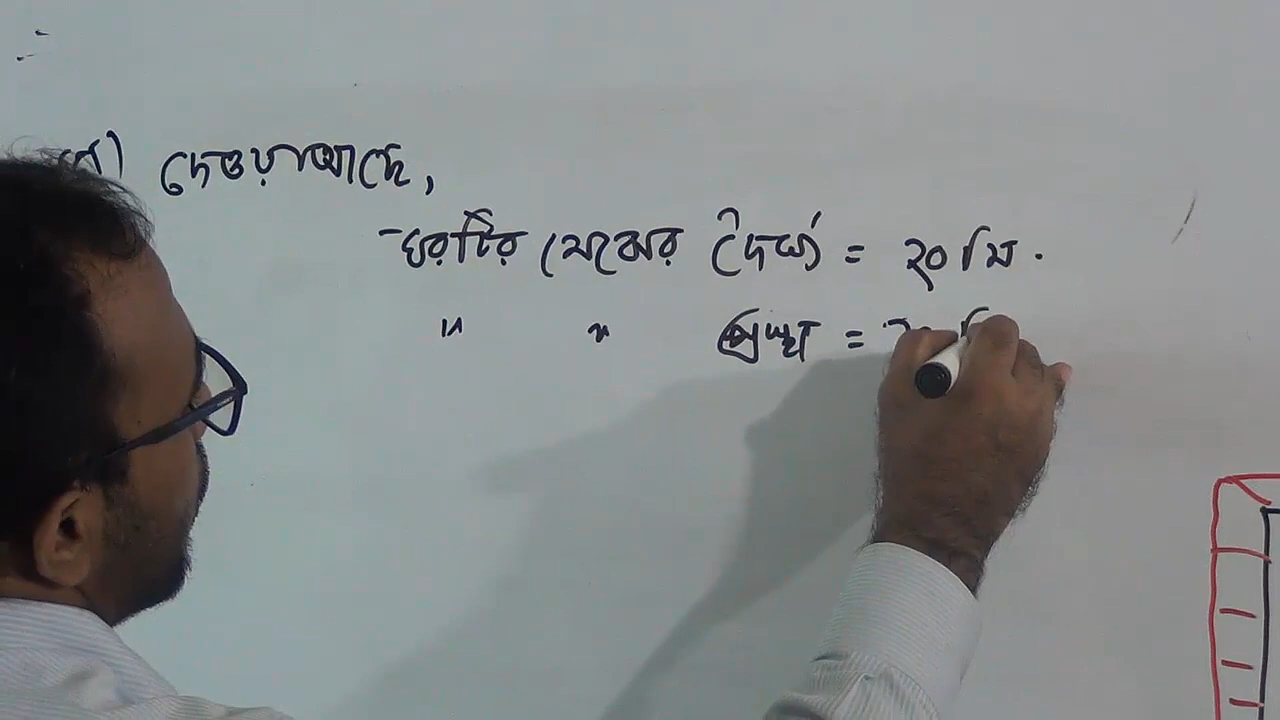 দেওয়া আছে,
ঘরটির মেঝের দৈর্ঘ্য = ২০ মি.
" " প্রস্থ =